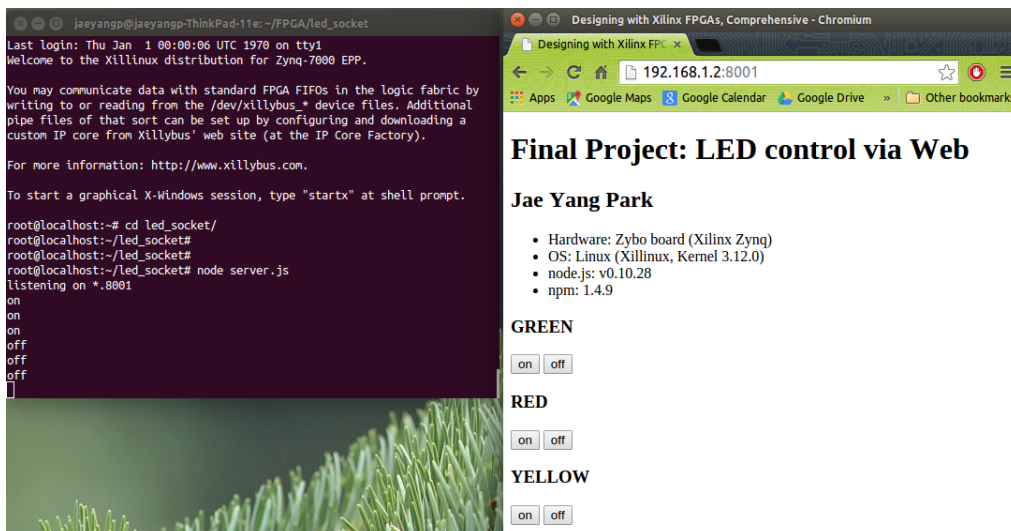 jaeyangp@jaeyangp-ThinkPad-11e: ~/FPGA/led_socket
Last login: Thu Jan  1 00:00:06 UTC 1970 on tty1
Welcome to the Xillinux distribution for Zynq-7000 EPP.
You may communicate data with standard FPGA FIFOs in the logic fabric by
writing to or reading from the /dev/xillybus_* device files. Additional
pipe files of that sort can be set up by configuring and downloading a
custom IP core from Xillybus' web site (at the IP Core Factory).
For more information: http://www.xillybus.com.
To start a graphical X-Windows session, type "startx" at shell prompt.
root@localhost:~# cd led_socket/
root@localhost:~/led_socket#
root@localhost:~/led_socket#
root@localhost:~/led_socket# node server.js
listening on *.8001
on
on
on
off
off
off
Designing with Xilinx FPGAs, Comprehensive - Chromium
Designing with Xilinx FPG
192.168.1.2:8001
Apps Google Maps 8 Google Calendar Google Drive » Other bookmarks
Final Project: LED control via Web
Jae Yang Park
• Hardware: Zybo board (Xilinx Zynq)
• OS: Linux (Xillinux, Kernel 3.12.0)
• node.js: v0.10.28
• npm: 1.4.9
GREEN
on off
RED
on off
YELLOW
on off